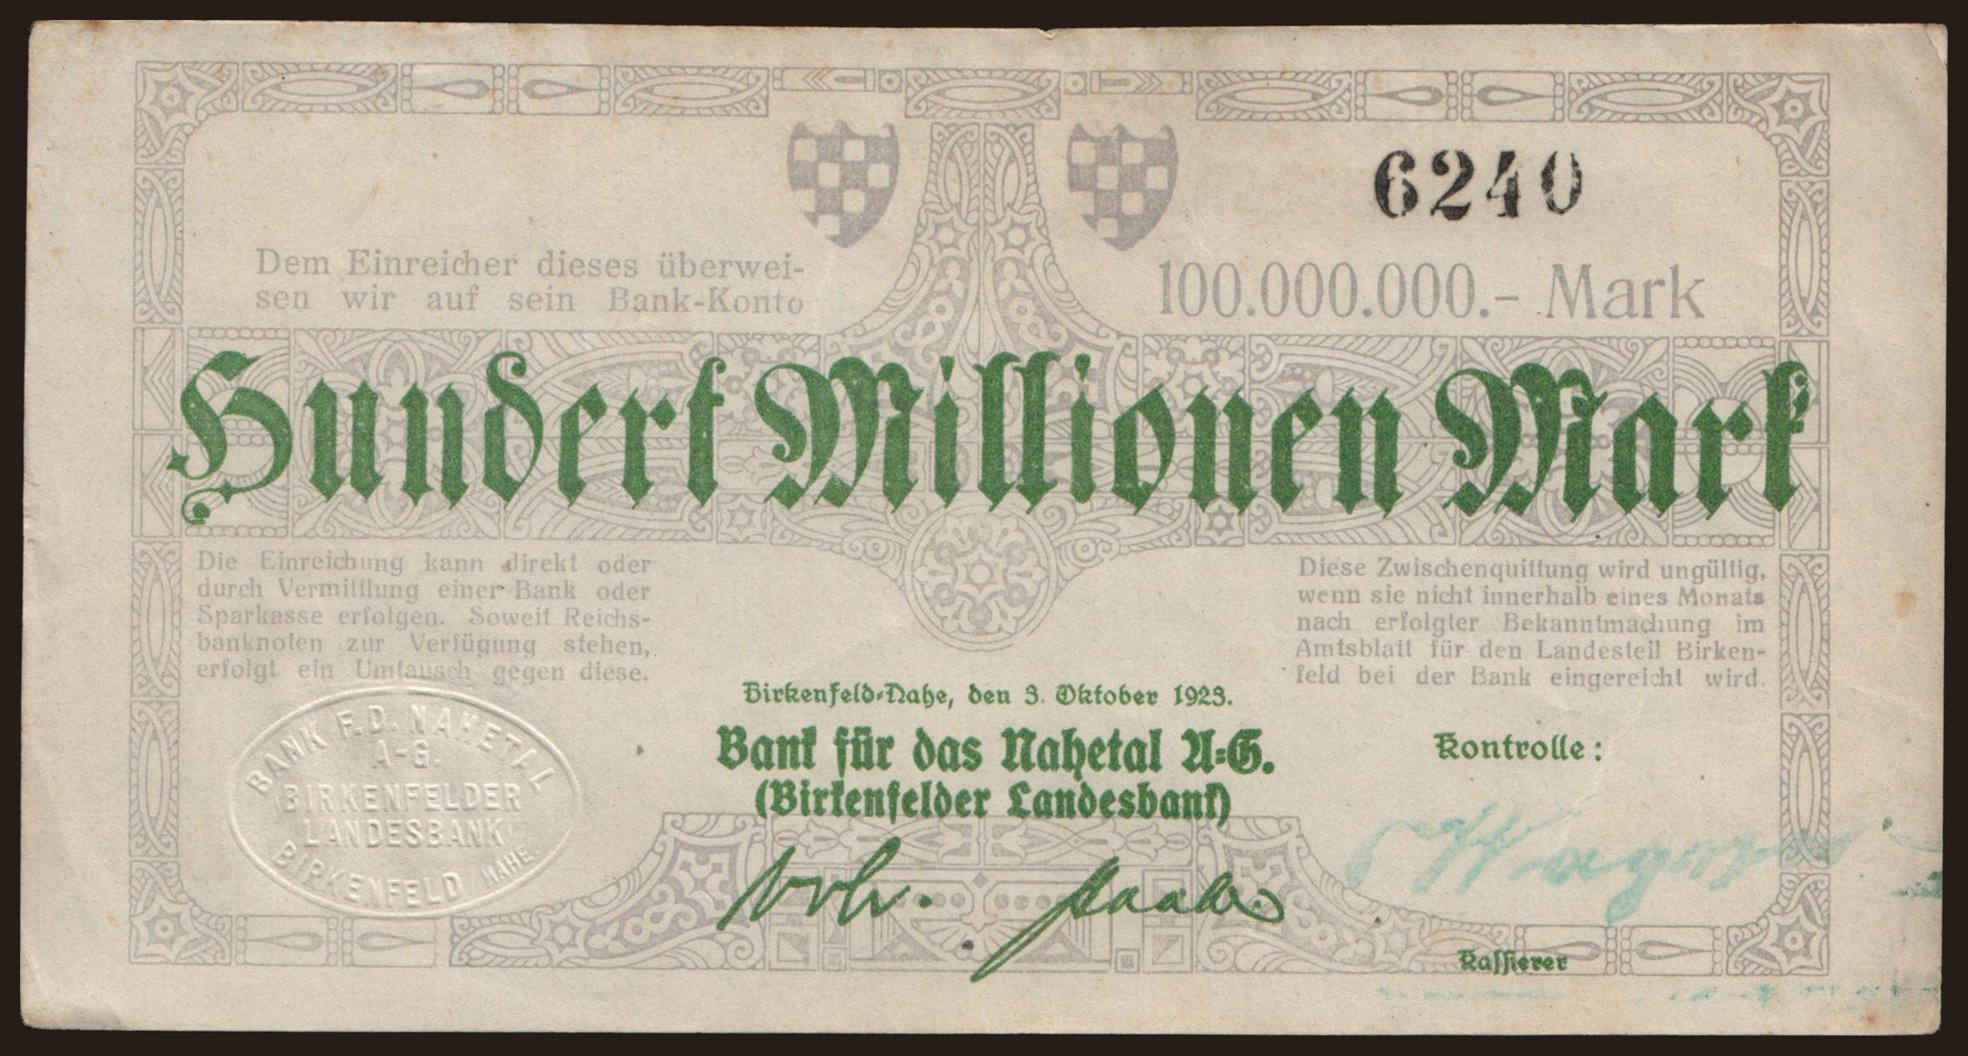 6240
Dem Einreicher dieses überwei-
sen wir auf sein Bank-Konto
100.000.000.- Mark
Hundert Millionen Mark
Die Einreichung kann direkt oder
durch Vermittlung einer Bank oder
Sparkasse erfolgen. Soweit Reichs-
banknoten zur Verfügung stehen,
erfolgt ein Umtausch gegen diese.
Diese Zwischenquittung wird ungültig,
wenn sie nicht innerhalb eines Monats
nach erfolgter Bekanntmachung im
Amtsblatt für den Landesteil Birken-
feld bei der Bank eingereicht wird.
Birkenfeld-Nahe, den 3. Oktober 1923.
Bank für das Nahetal A-G.
(Birkenfelder Landesbank)
Kontrolle:
Kassierer
BANK F. D. NAHETAL
A-G.
BIRKENFELDER
LANDESBANK
BIRKENFELD NAHE.